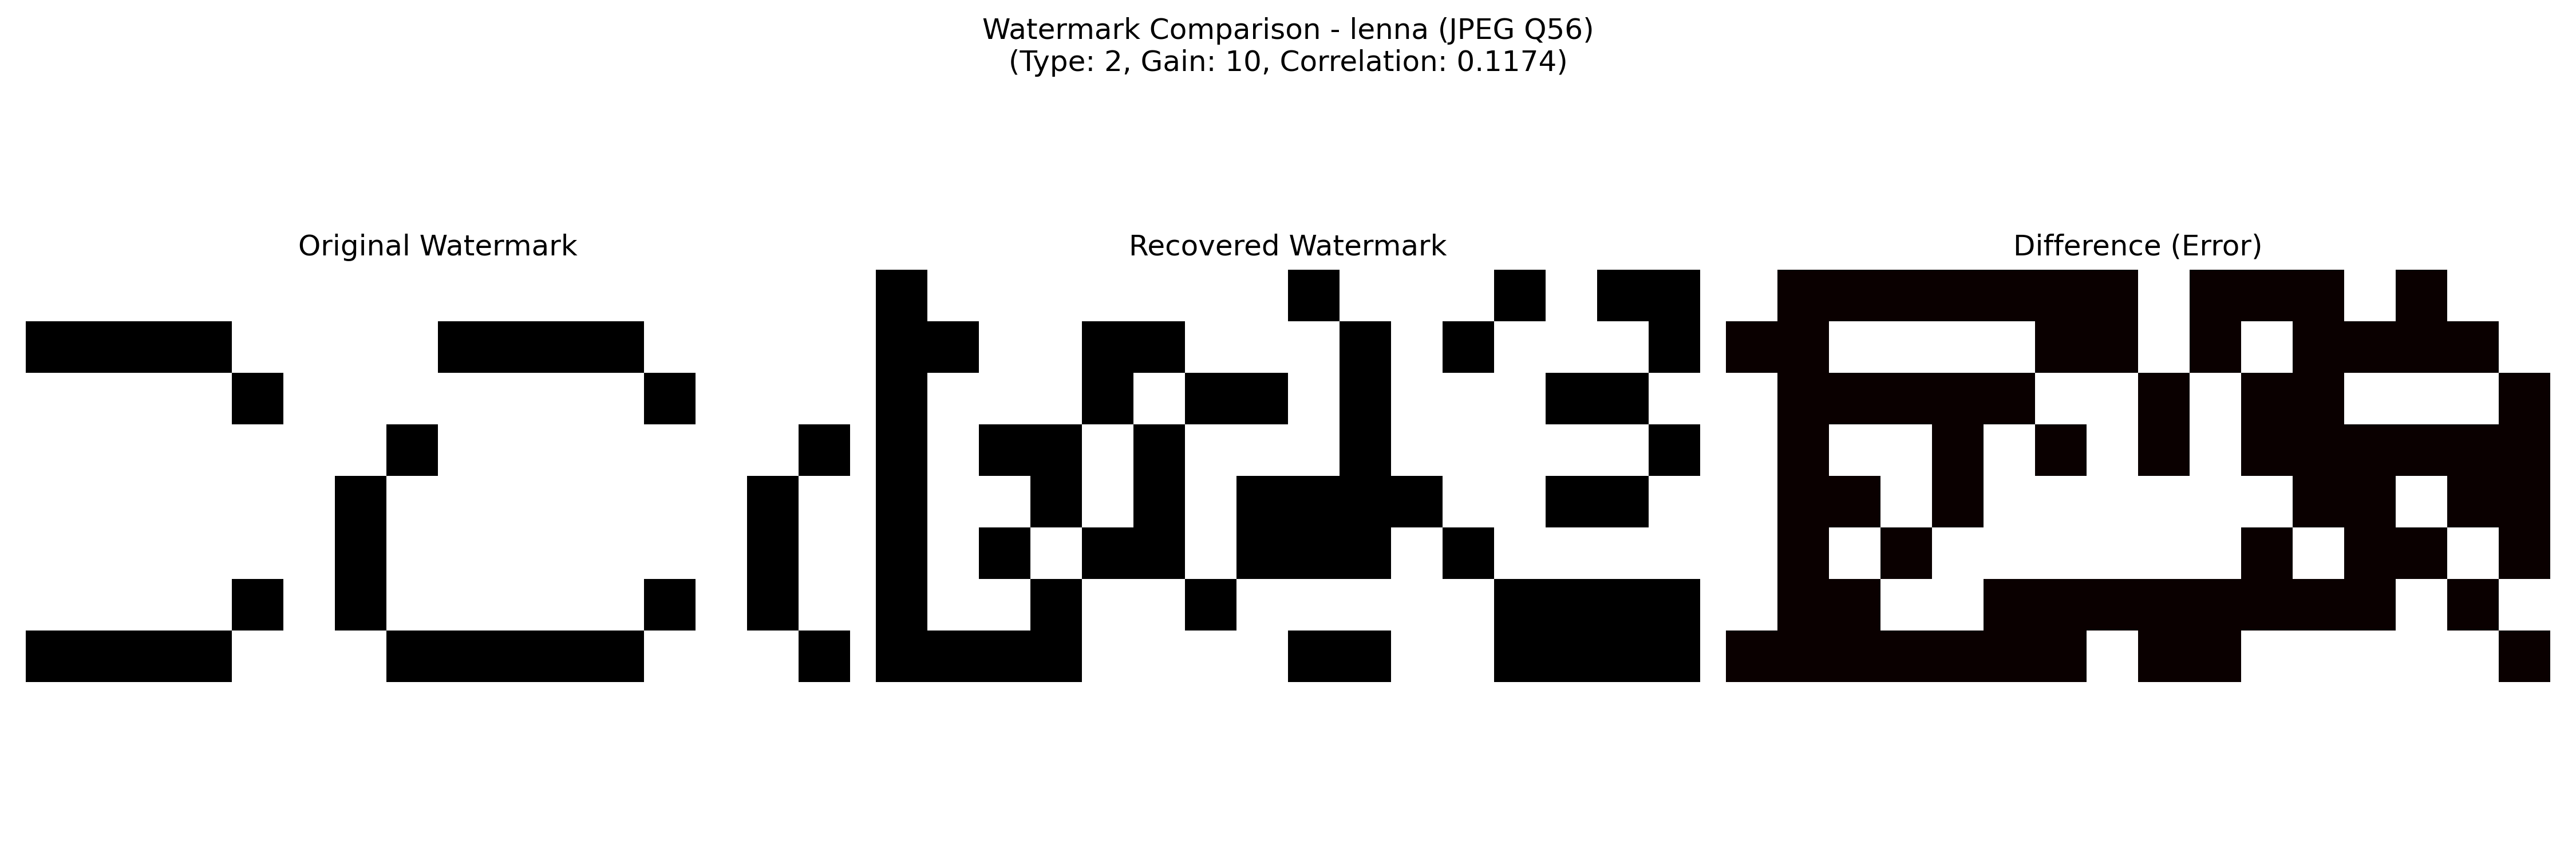 Watermark Comparison - lenna (JPEG Q56)
(Type: 2, Gain: 10, Correlation: 0.1174)
Original Watermark
Recovered Watermark
Difference (Error)